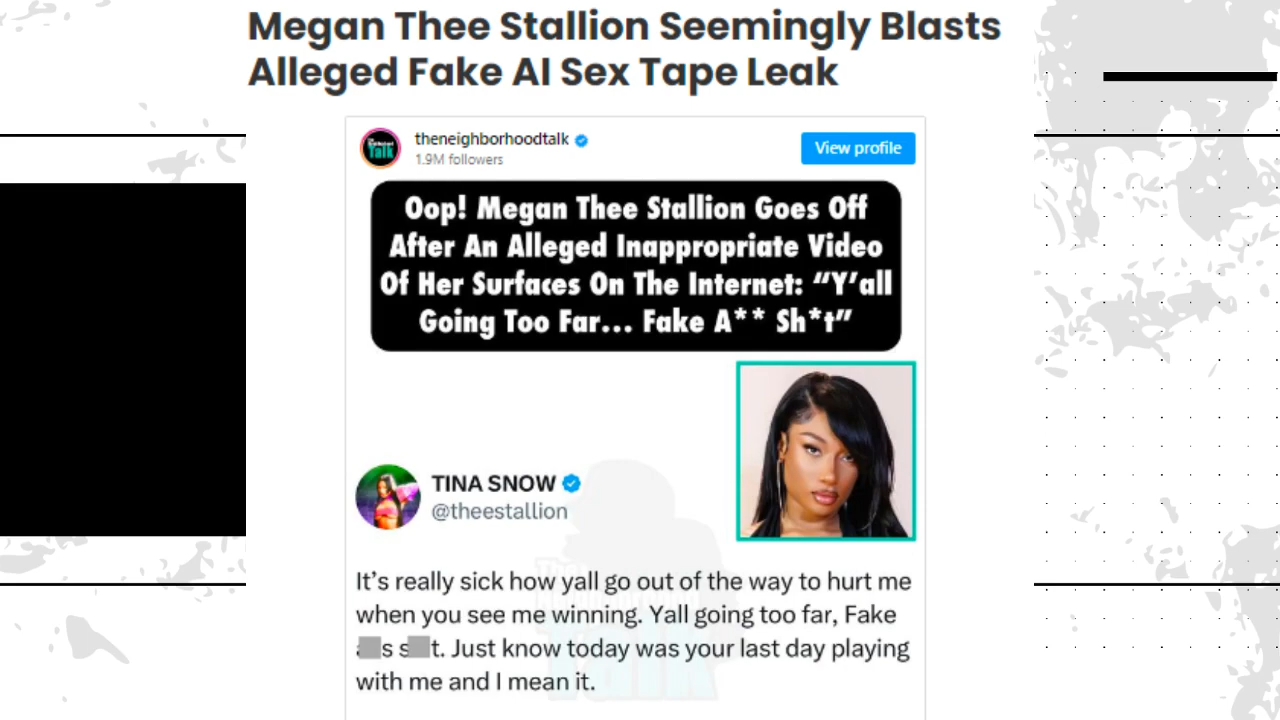 Megan Thee Stallion Seemingly Blasts
Alleged Fake AI Sex Tape Leak
theneighborhoodtalk
1.9M followers
View profile
Talk
Oop! Megan Thee Stallion Goes Off
After An Alleged Inappropriate Video
Of Her Surfaces On The Internet: “Y’all
Going Too Far... Fake A** Sh*t”
TINA SNOW
@theestallion
It’s really sick how yall go out of the way to hurt me
when you see me winning. Yall going too far, Fake
s s t. Just know today was your last day playing
with me and I mean it.